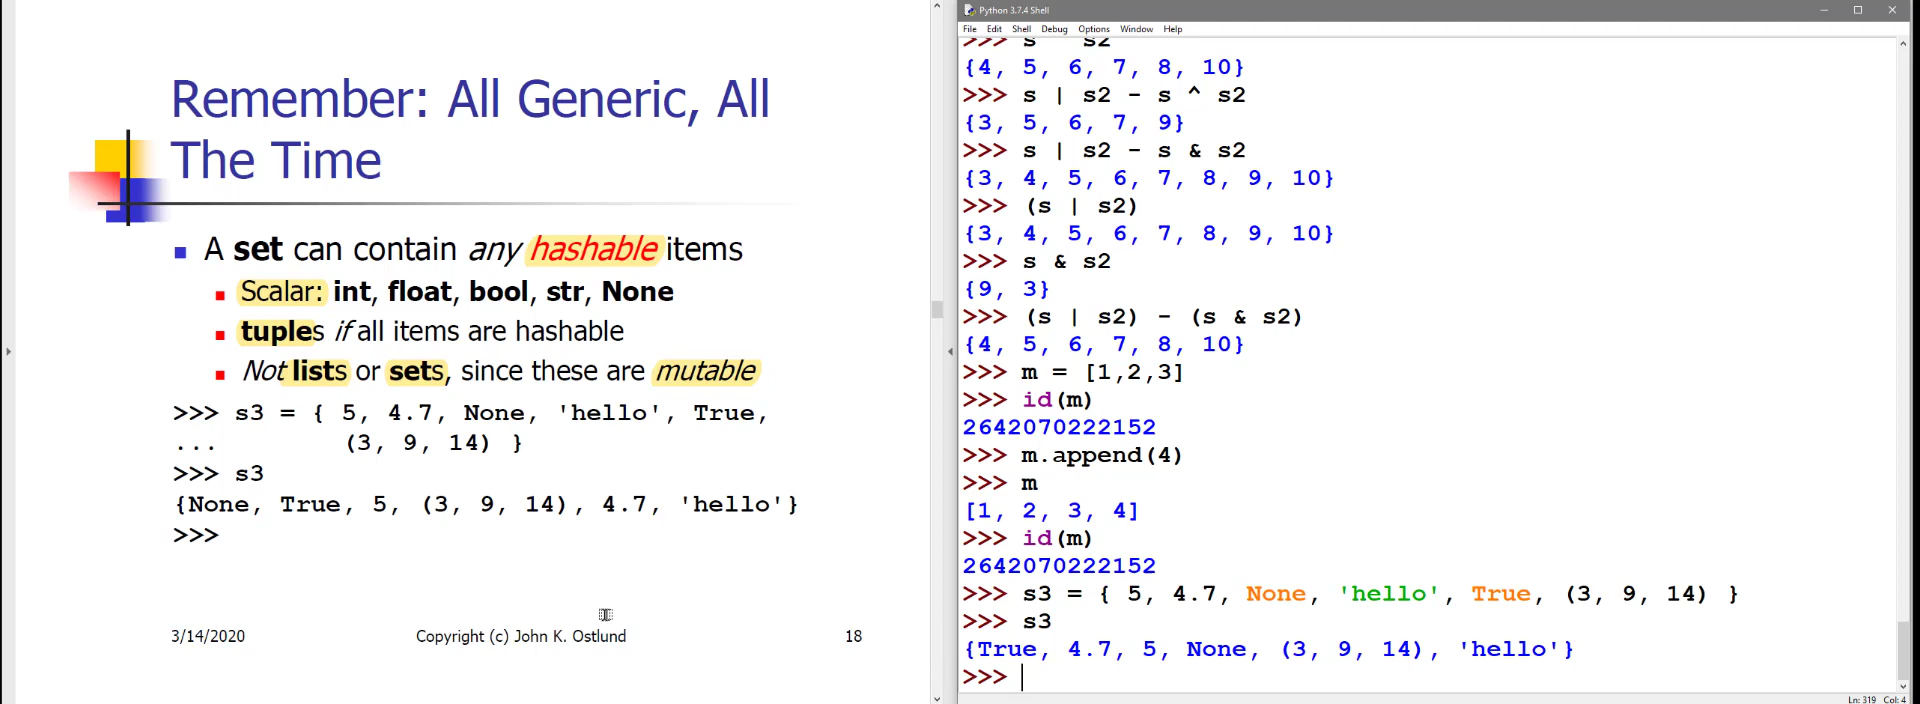 Remember: All Generic, All
The Time
A set can contain any hashable items
Scalar: int, float, bool, str, None
tuples if all items are hashable
Not lists or sets, since these are mutable
>>> s3 = { 5, 4.7, None, 'hello', True,
... (3, 9, 14) }
>>> s3
{None, True, 5, (3, 9, 14), 4.7, 'hello'}
>>>
3/14/2020 Copyright (c) John K. Ostlund 18
Python 3.7.4 Shell
File Edit Shell Debug Options Window Help
>>> s s2
{4, 5, 6, 7, 8, 10}
>>> s | s2 - s ^ s2
{3, 5, 6, 7, 9}
>>> s | s2 - s & s2
{3, 4, 5, 6, 7, 8, 9, 10}
>>> (s | s2)
{3, 4, 5, 6, 7, 8, 9, 10}
>>> s & s2
{9, 3}
>>> (s | s2) - (s & s2)
{4, 5, 6, 7, 8, 10}
>>> m = [1,2,3]
>>> id(m)
2642070222152
>>> m.append(4)
>>> m
[1, 2, 3, 4]
>>> id(m)
2642070222152
>>> s3 = { 5, 4.7, None, 'hello', True, (3, 9, 14) }
>>> s3
{True, 4.7, 5, None, (3, 9, 14), 'hello'}
>>>
Ln: 319 Col: 4